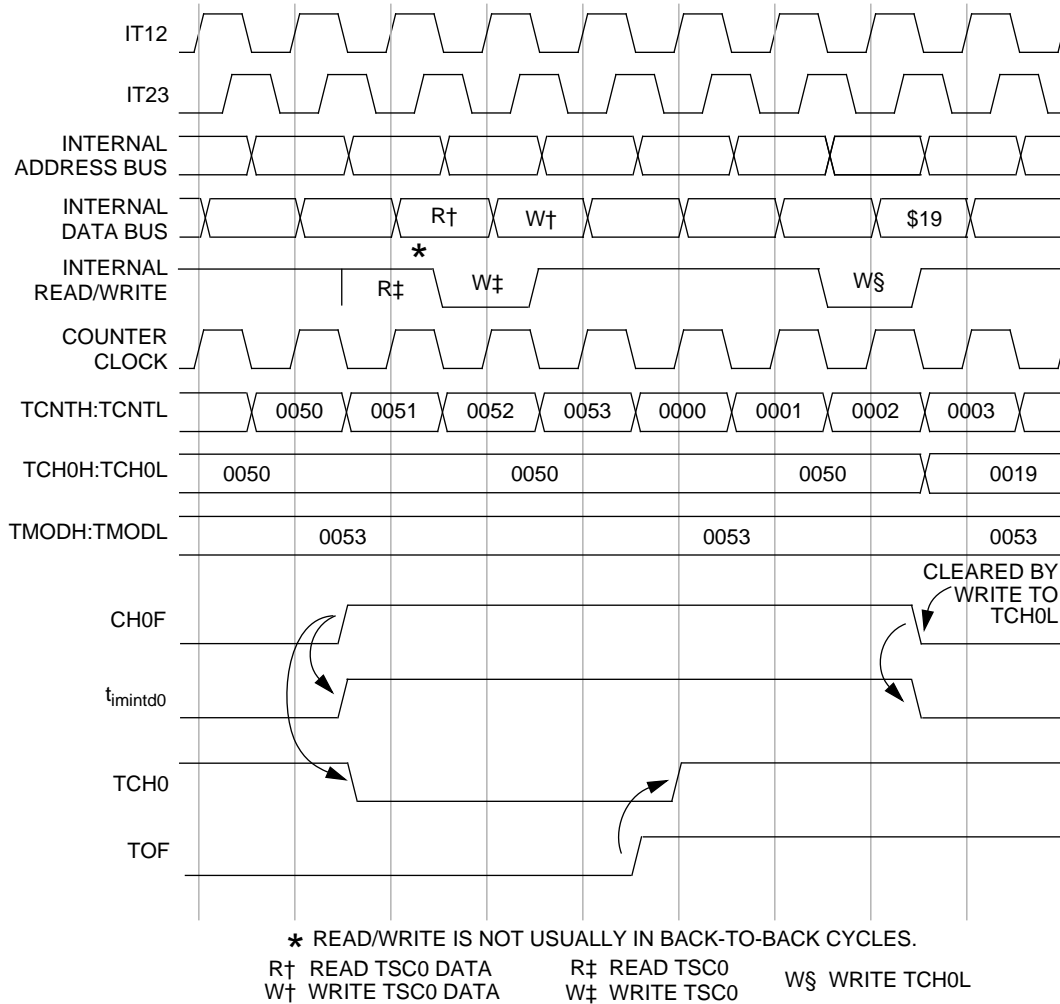 IT12
IT23
INTERNAL
ADDRESS BUS
INTERNAL
DATA BUS
R† W† $19
*
INTERNAL
READ/WRITE
R‡ W‡ W§
COUNTER
CLOCK
TCNTH:TCNTL 0050 0051 0052 0053 0000 0001 0002 0003
TCH0H:TCH0L 0050 0050 0050 0019
TMODH:TMODL 0053 0053 0053
CLEARED BY
WRITE TO
TCH0L
CH0F
timintd0
TCH0
TOF
* READ/WRITE IS NOT USUALLY IN BACK-TO-BACK CYCLES.
R† READ TSC0 DATA R‡ READ TSC0 W§ WRITE TCH0L
W† WRITE TSC0 DATA W‡ WRITE TSC0